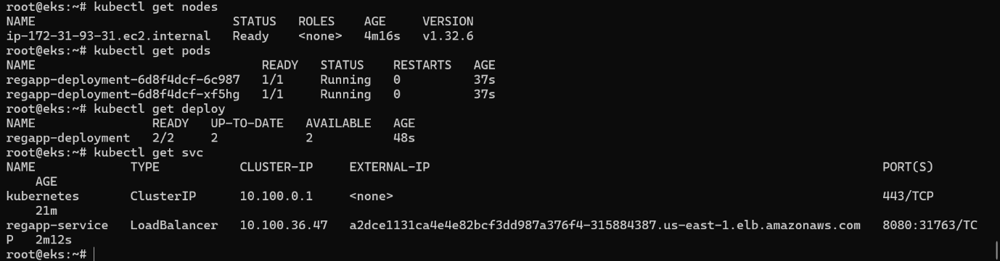 root@eks:~# kubectl get nodes
NAME                           STATUS   ROLES    AGE     VERSION
ip-172-31-93-31.ec2.internal   Ready    <none>   4m16s   v1.32.6
root@eks:~# kubectl get pods
NAME                               READY   STATUS    RESTARTS   AGE
regapp-deployment-6d8f4dcf-6c987   1/1     Running   0          37s
regapp-deployment-6d8f4dcf-xf5hg   1/1     Running   0          37s
root@eks:~# kubectl get deploy
NAME                READY   UP-TO-DATE   AVAILABLE   AGE
regapp-deployment   2/2     2            2           48s
root@eks:~# kubectl get svc
NAME             TYPE           CLUSTER-IP     EXTERNAL-IP                                                              PORT(S)
    AGE
kubernetes       ClusterIP      10.100.0.1     <none>                                                                   443/TCP
    21m
regapp-service   LoadBalancer   10.100.36.47   a2dce1131ca4e4e82bcf3dd987a376f4-315884387.us-east-1.elb.amazonaws.com   8080:31763/TC
P   2m12s
root@eks:~#